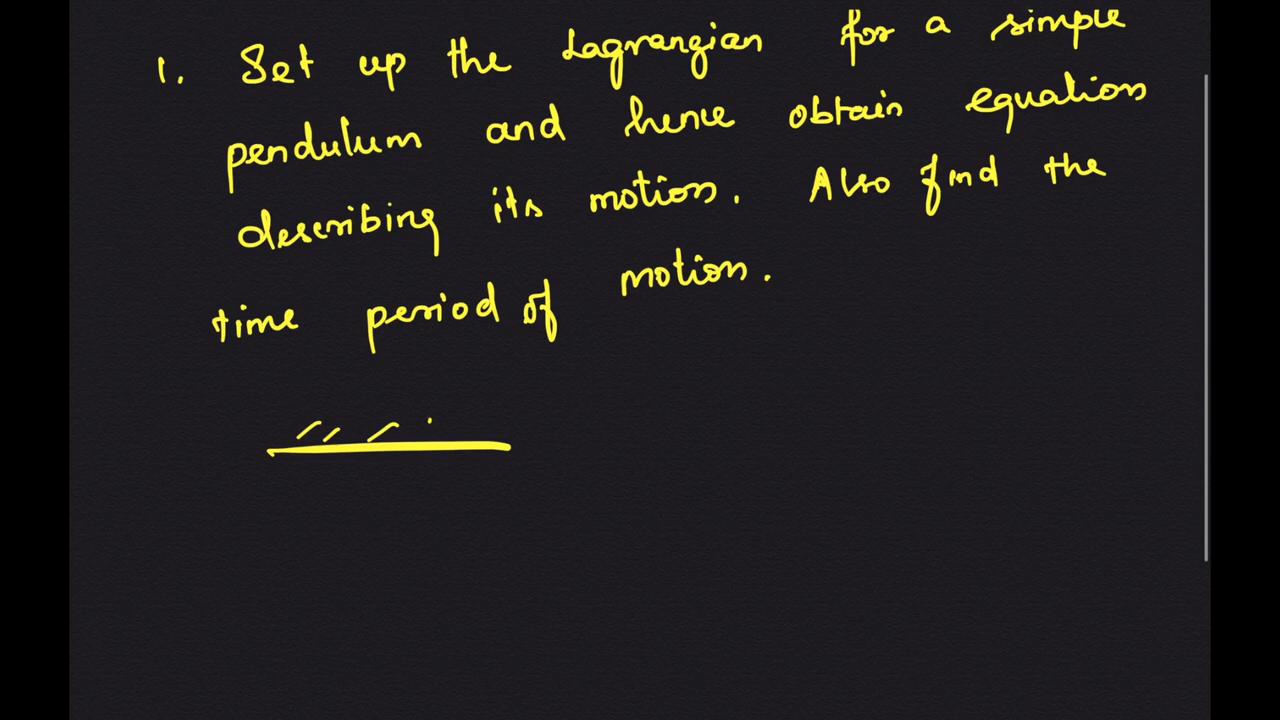 1. Set up the Lagrangian for a simple
pendulum and hence obtain equation
describing its motion. Also find the
time period of motion.